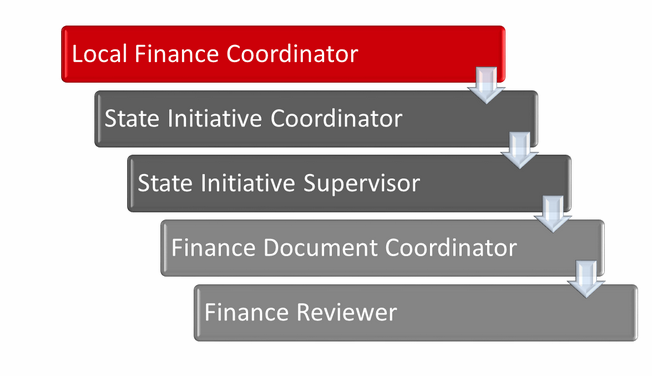 Local Finance Coordinator
State Initiative Coordinator
State Initiative Supervisor
Finance Document Coordinator
Finance Reviewer